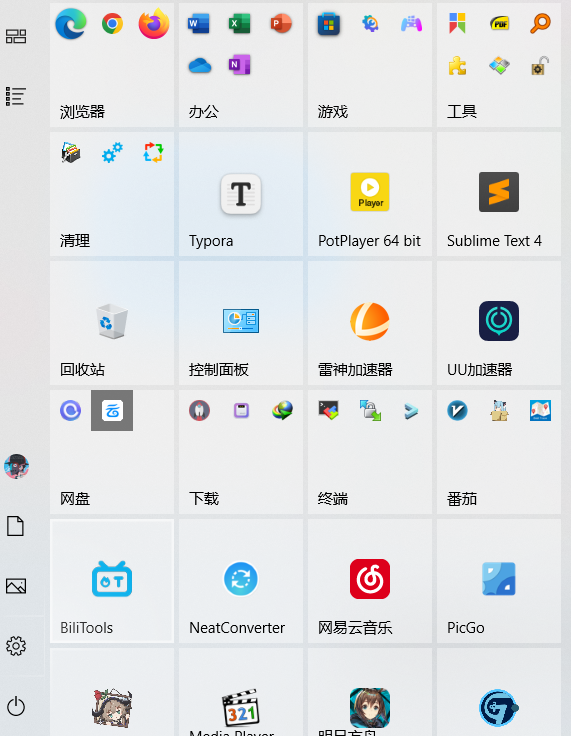 浏览器
办公
游戏
PDF
工具
清理
T
Typora
Player
PotPlayer 64 bit
Sublime Text 4
回收站
控制面板
雷神加速器
UU加速器
云
网盘
下载
终端
番茄
BiliTools
NeatConverter
网易云音乐
PicGo
321
Media Player
明日方舟